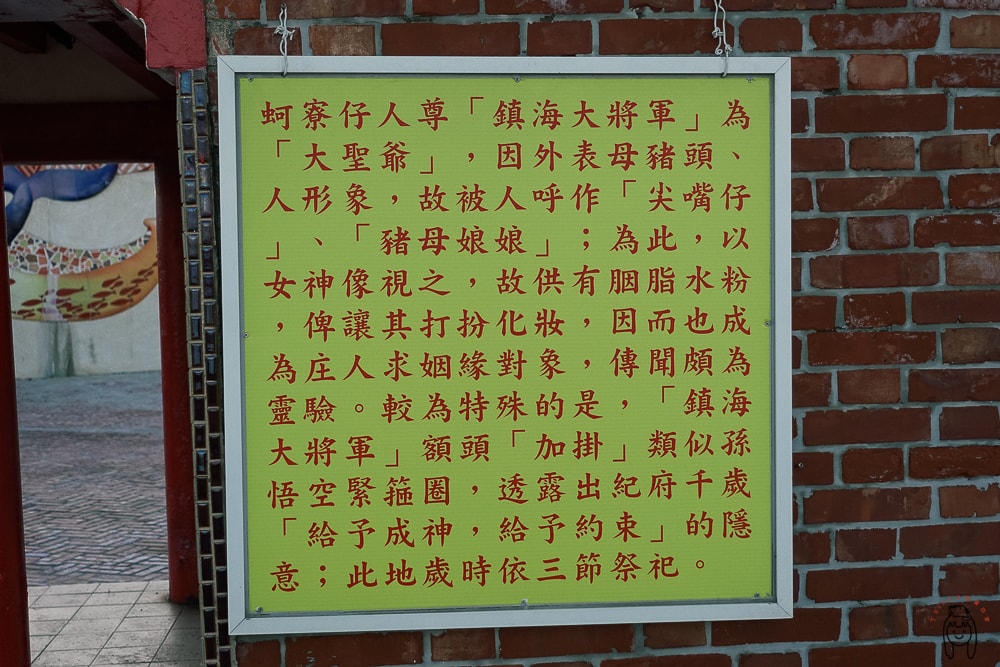 蚵寮仔人尊「鎮海大將軍」為
「大聖爺」，因外表母豬頭、
人形象，故被人呼作「尖嘴仔
」、「豬母娘娘」；為此，以
女神像視之，故供有胭脂水粉
，俾讓其打扮化妝，因而也成
為庄人求姻緣對象，傳聞頗為
靈驗。較為特殊的是，「鎮海
大將軍」額頭「加掛」類似孫
悟空緊箍圈，透露出紀府千歲
「給予成神，給予約束」的隱
意；此地歲時依三節祭祀。